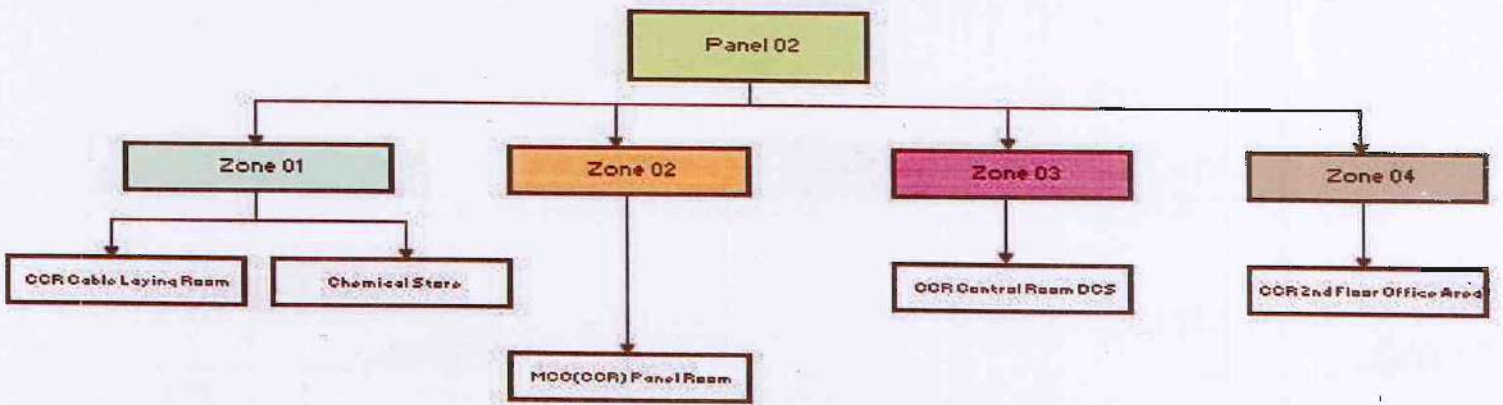 Panel 02
Zone 01
Zone 02
Zone 03
Zone 04
CCR Cable Laying Room
Chemical Store
CCR Control Room DCS
CCR 2nd Floor Office Area
MCC(CCR) Panel Room